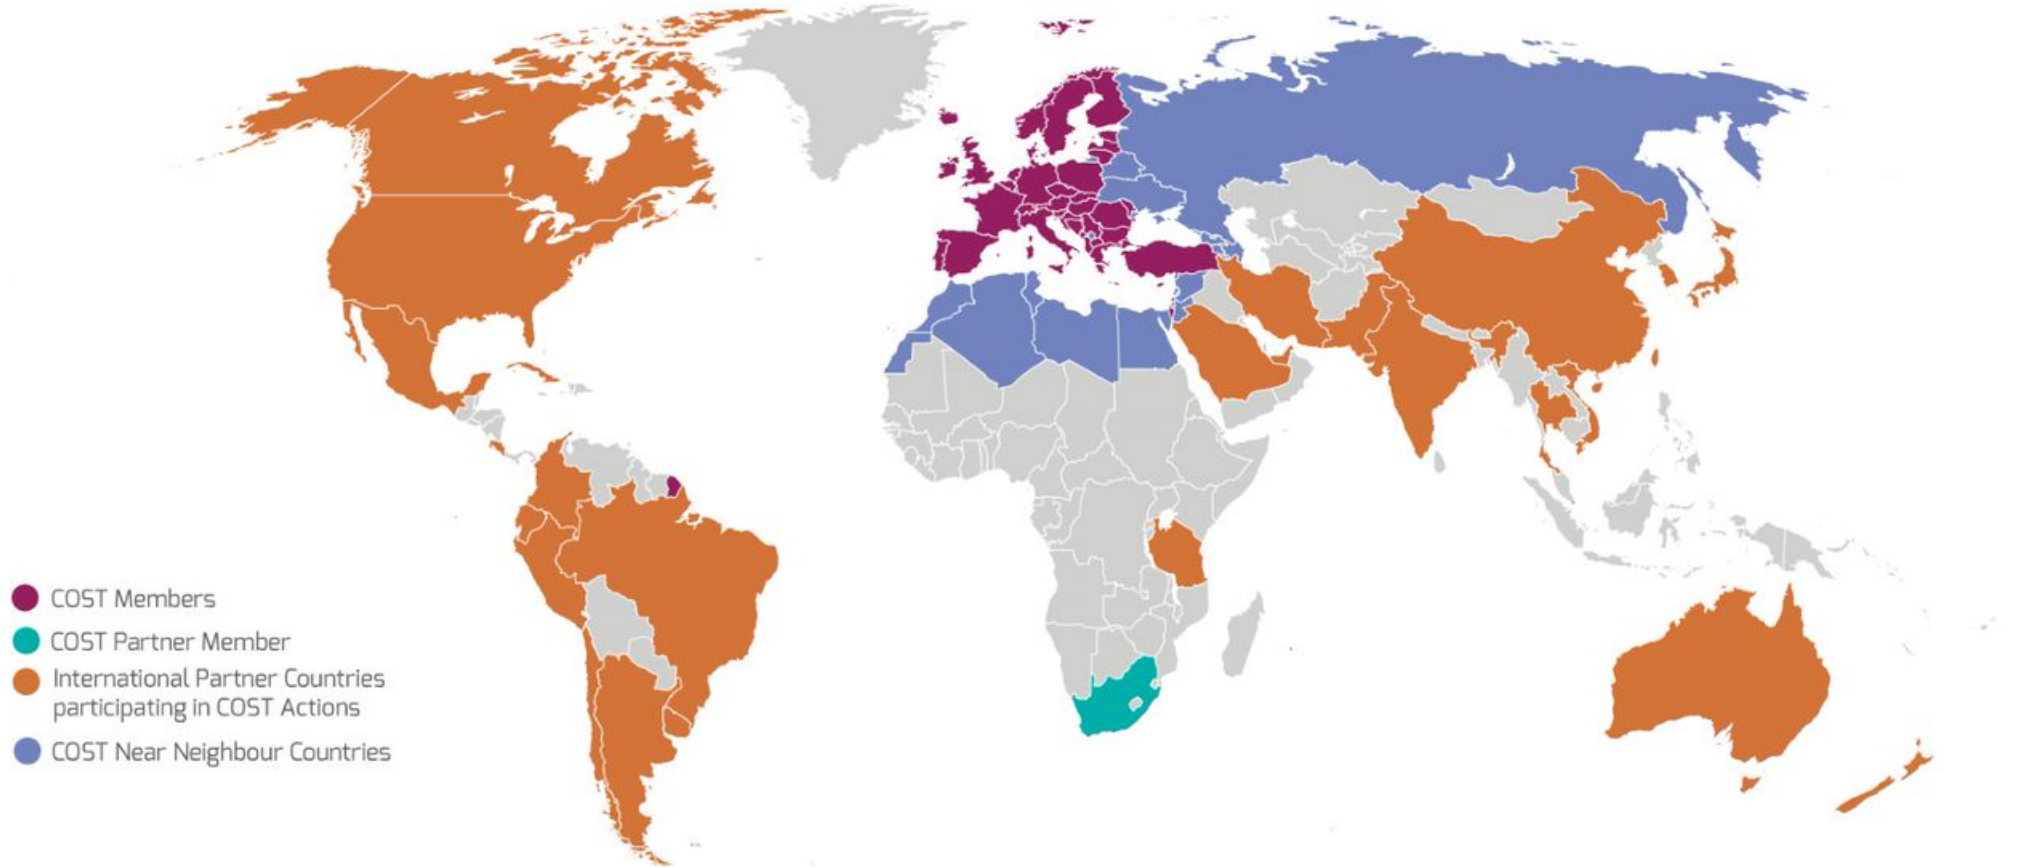 COST Members
COST Partner Member
International Partner Countries
participating in COST Actions
COST Near Neighbour Countries